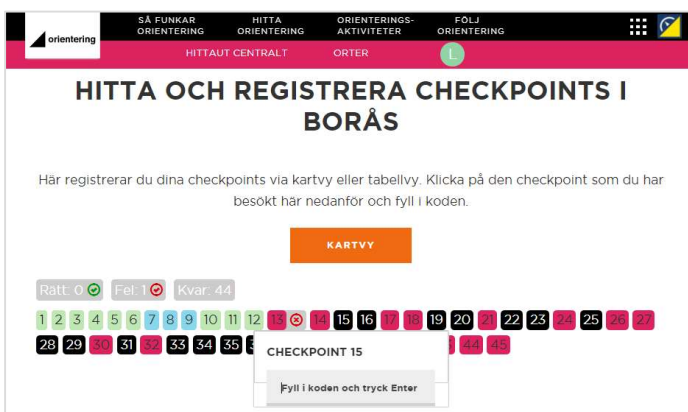 SÅ FUNKAR ORIENTERING
HITTA ORIENTERING
ORIENTERINGS-AKTIVITETER
FÖLJ ORIENTERING
orientering
HITTAUT CENTRALT ORTER L
HITTA OCH REGISTRERA CHECKPOINTS I
BORÅS
Här registrerar du dina checkpoints via kartvy eller tabellvy. Klicka på den checkpoint som du har
besökt här nedanför och fyll i koden.
KARTVY
Rätt: 0 Fel: 1 Kvar: 44
1 2 3 4 5 6 7 8 9 10 11 12 13 14 15 16 17 18 19 20 21 22 23 24 25 26 27
28 29 30 31 32 33 34 35 44 45
CHECKPOINT 15
Fyll i koden och tryck Enter